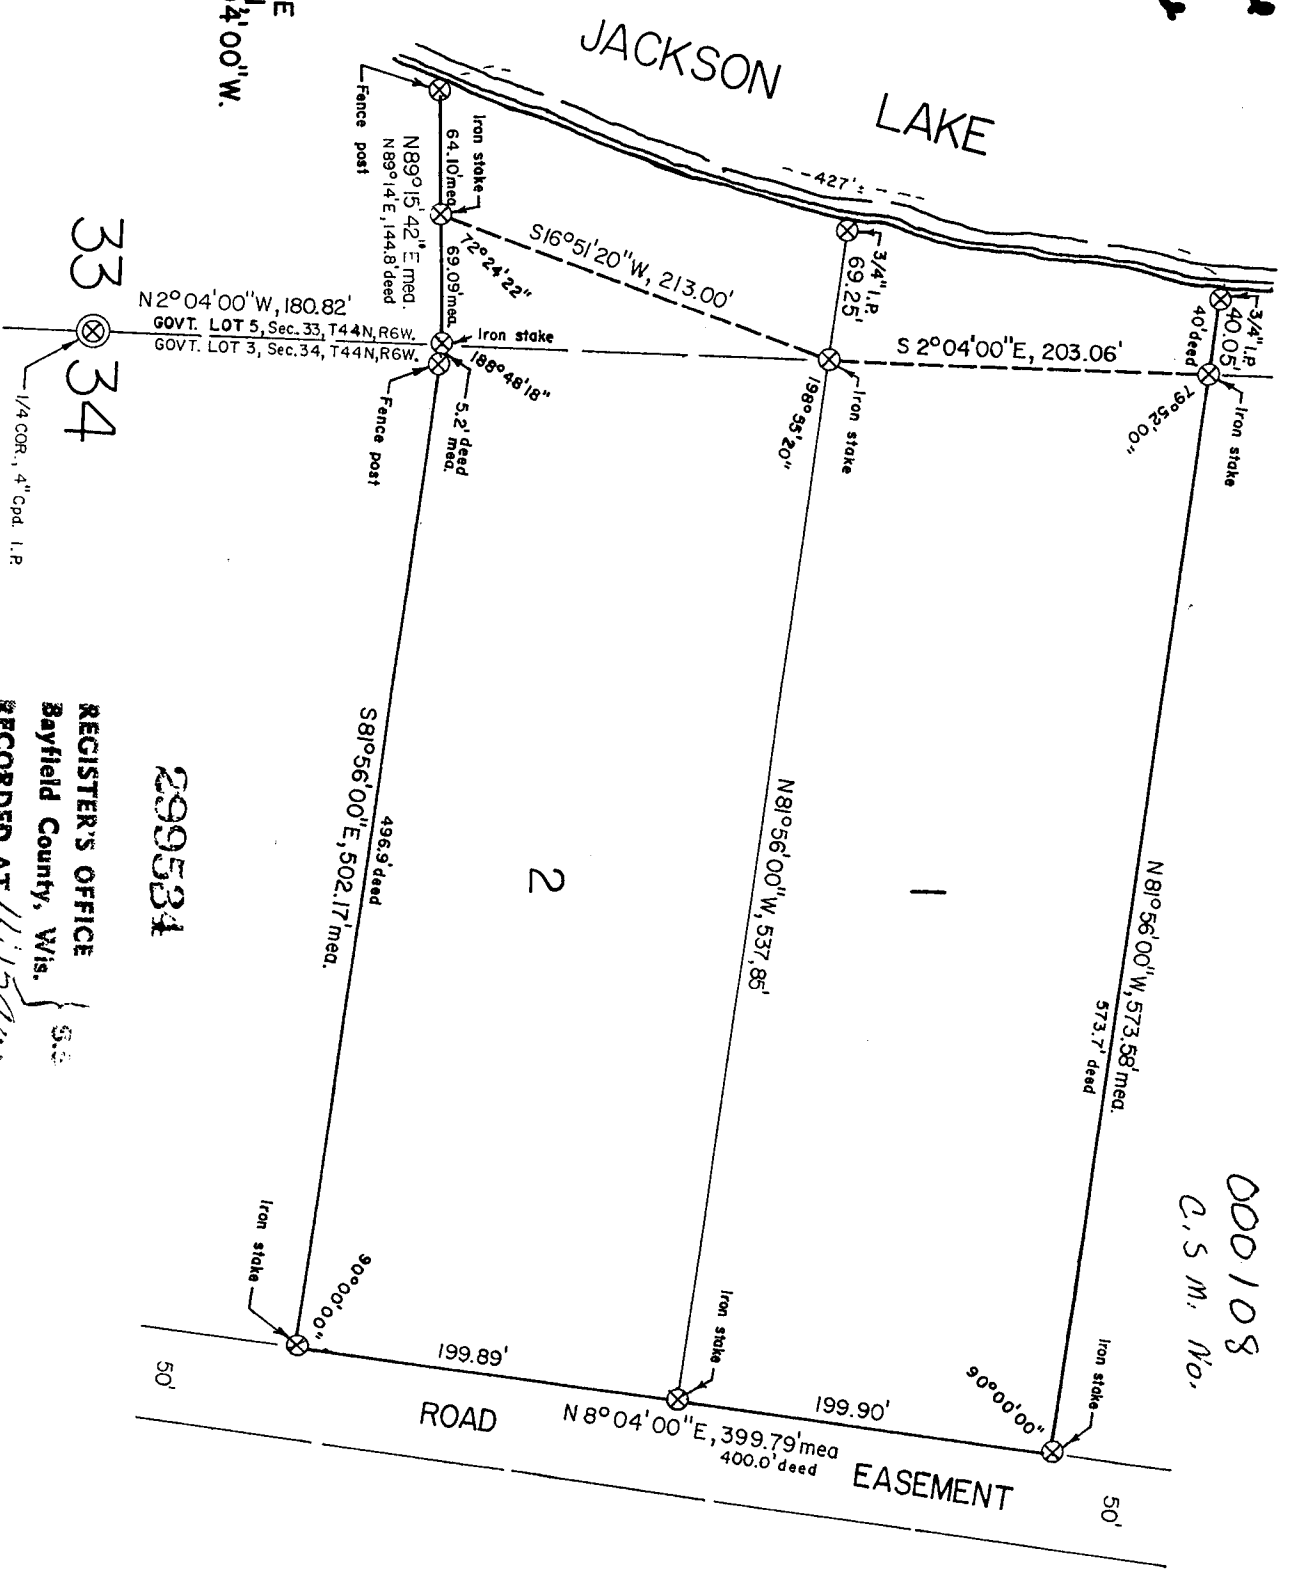 E
4'00"W.
JACKSON LAKE
427'±
Fence post
Iron stake
64.10' mea.
N89°15'42"E mea.
N89°14'E, 144.8' deed
69.09' mea.
72°24'22"
S16°51'20"W, 213.00'
3/4" I.P.
69.25'
3/4" I.P.
40.05'
40' deed
Iron stake
79°52'00"
S 2°04'00"E, 203.06'
Iron stake
198°55'20"
Iron stake
188°48'18"
5.2' deed
mea.
Fence post
N2°04'00"W, 180.82'
GOVT. LOT 5, Sec. 33, T44N, R6W.
GOVT. LOT 3, Sec. 34, T44N, R6W.
33
34
1/4 COR., 4" Cpd. I.P.
N81°56'00"W, 573.58' mea.
573.7' deed
1
N81°56'00"W, 537.85'
2
496.9' deed
S81°56'00"E, 502.17' mea.
299534
REGISTER'S OFFICE
Bayfield County, Wis. } S.S.
RECORDED AT
000108
C.S.M. No.
Iron stake
90°00'00"
Iron stake
Iron stake
90°00'00"
199.89'
199.90'
N8°04'00"E, 399.79' mea
400.0' deed
ROAD EASEMENT
50'
50'